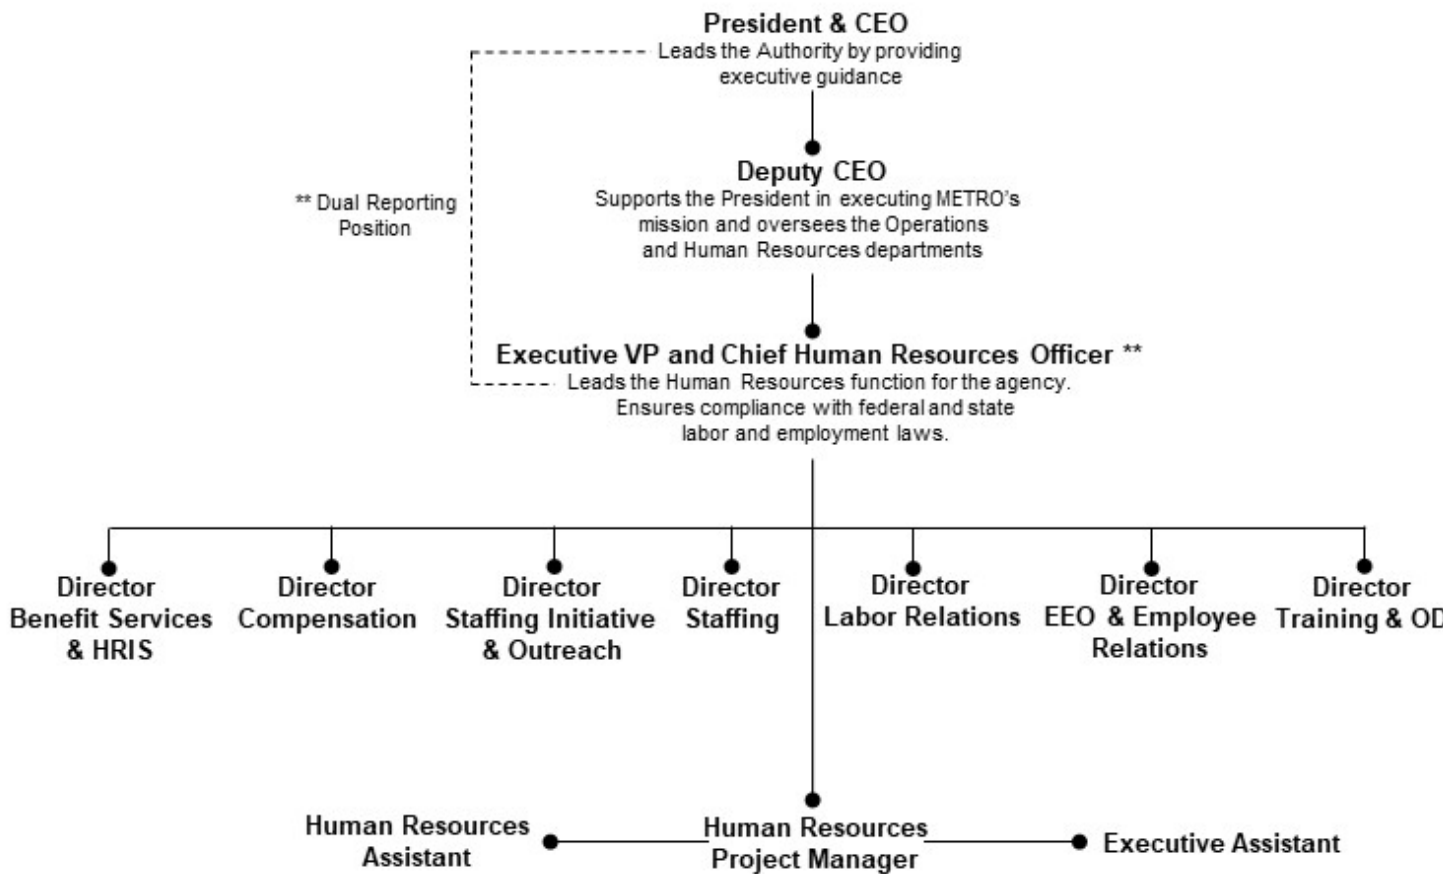 President & CEO
Leads the Authority by providing
executive guidance
Deputy CEO
Supports the President in executing METRO's
mission and oversees the Operations
and Human Resources departments
** Dual Reporting
Position
Executive VP and Chief Human Resources Officer **
Leads the Human Resources function for the agency.
Ensures compliance with federal and state
labor and employment laws.
Director
Benefit Services
& HRIS
Director
Compensation
Director
Staffing Initiative
& Outreach
Director
Staffing
Director
Labor Relations
Director
EEO & Employee
Relations
Director
Training & OD
Human Resources
Assistant
Human Resources
Project Manager
Executive Assistant